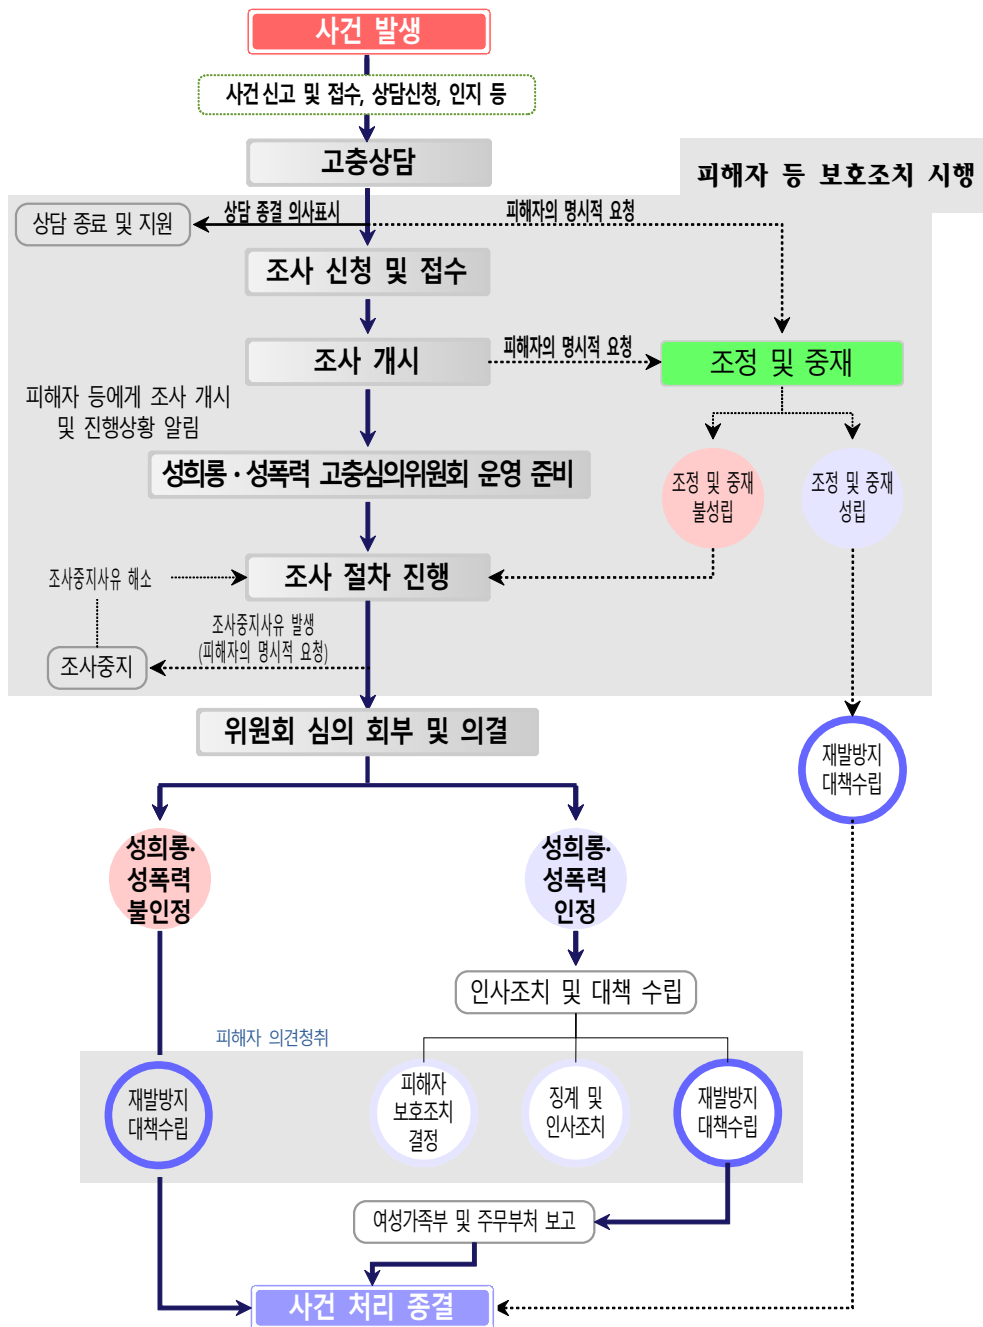 사건 발생
사건 신고 및 접수, 상담신청, 인지 등
고충상담
피해자 등 보호조치 시행
상담 종료 및 지원
상담 종결 의사표시
피해자의 명시적 요청
조사 신청 및 접수
조사 개시
피해자의 명시적 요청
조정 및 중재
피해자 등에게 조사 개시
및 진행상황 알림
성희롱·성폭력 고충심의위원회 운영 준비
조정 및 중재
불성립
조정 및 중재
성립
조사중지사유 해소
조사 절차 진행
조사중지사유 발생
(피해자의 명시적 요청)
조사중지
위원회 심의 회부 및 의결
재발방지
대책수립
성희롱·
성폭력
불인정
성희롱·
성폭력
인정
인사조치 및 대책 수립
피해자 의견청취
재발방지
대책수립
피해자
보호조치
결정
징계 및
인사조치
재발방지
대책수립
여성가족부 및 주무부처 보고
사건 처리 종결